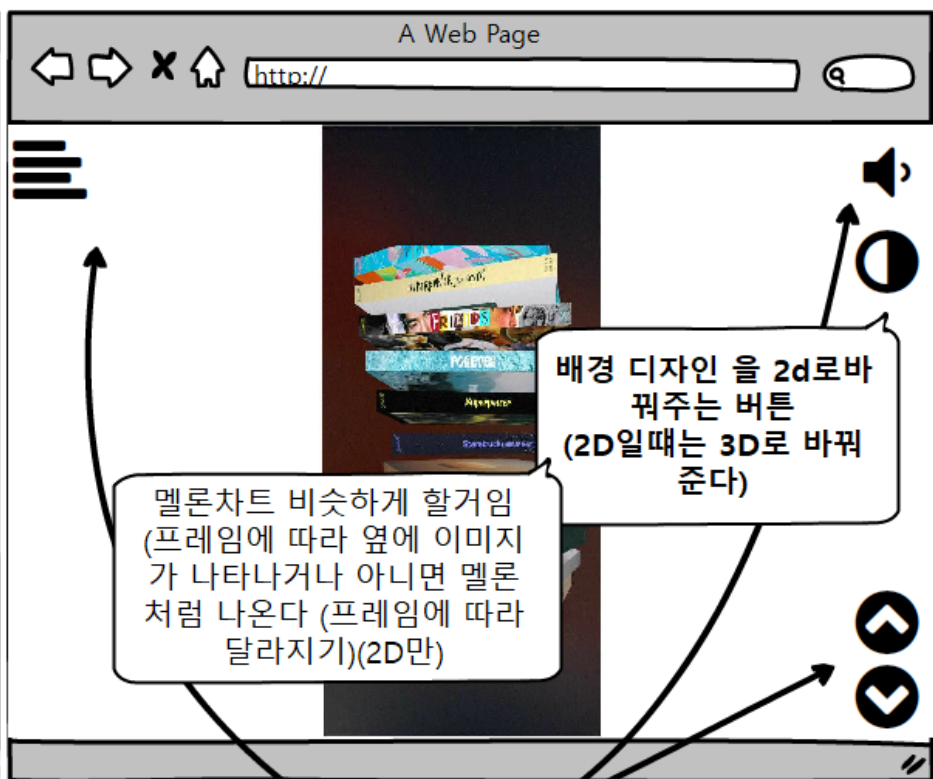 A Web Page
http://
FRIENDS
FOREVER
배경 디자인 을 2d로바
꿔주는 버튼
(2D일떄는 3D로 바꿔
준다)
멜론차트 비슷하게 할거임
(프레임에 따라 옆에 이미지
가 나타나거나 아니면 멜론
처럼 나온다 (프레임에 따라
달라지기)(2D만)